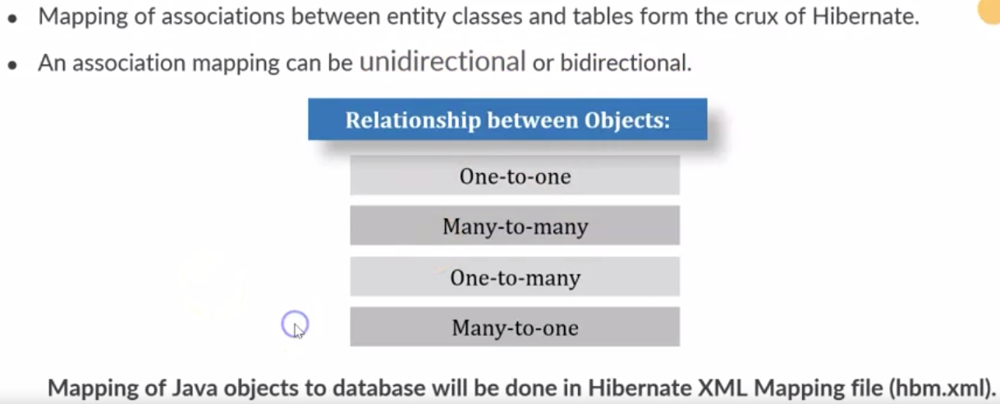 • Mapping of associations between entity classes and tables form the crux of Hibernate.
• An association mapping can be unidirectional or bidirectional.
Relationship between Objects:
One-to-one
Many-to-many
One-to-many
Many-to-one
Mapping of Java objects to database will be done in Hibernate XML Mapping file (hbm.xml).